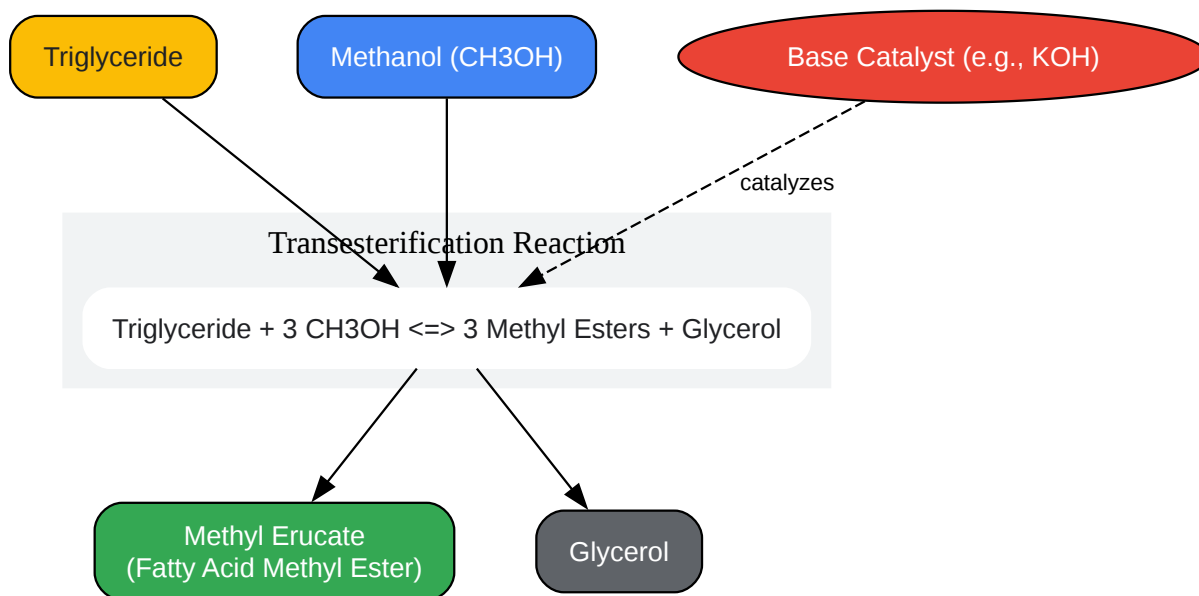 Triglyceride
Methanol (CH3OH)
Base Catalyst (e.g., KOH)
catalyzes
Transesterification Reaction
Triglyceride + 3 CH3OH <=> 3 Methyl Esters + Glycerol
Methyl Erucate
(Fatty Acid Methyl Ester)
Glycerol